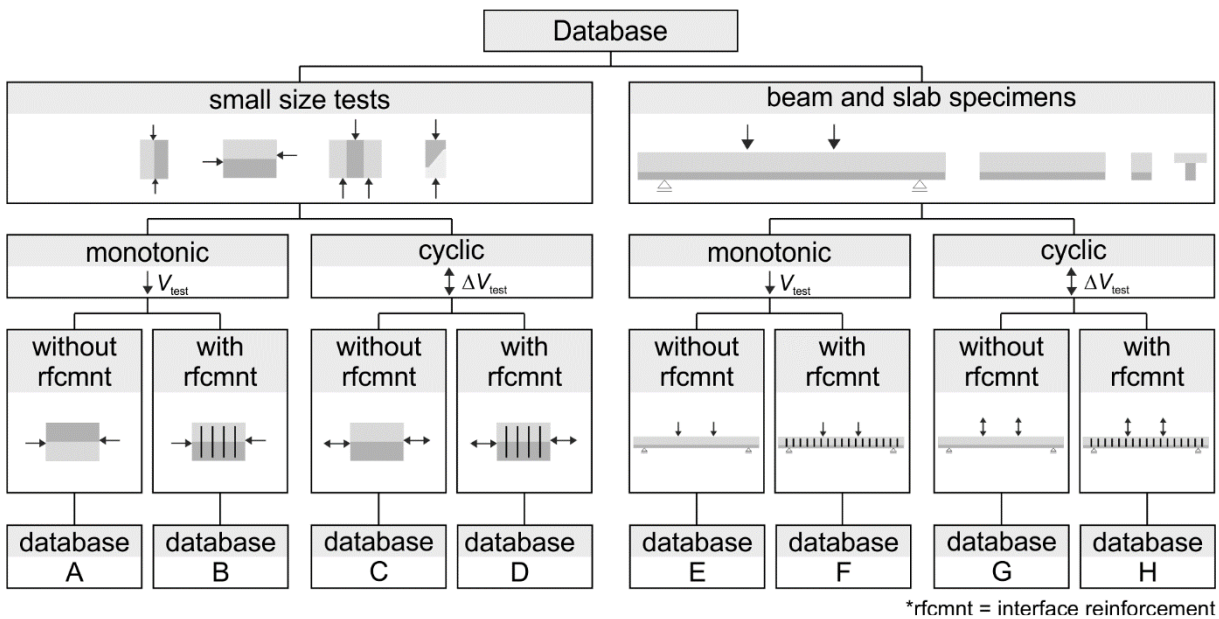 Database
small size tests
beam and slab specimens
monotonic
V_test
cyclic
ΔV_test
monotonic
V_test
cyclic
ΔV_test
without
rfcmnt
with
rfcmnt
without
rfcmnt
with
rfcmnt
without
rfcmnt
with
rfcmnt
without
rfcmnt
with
rfcmnt
database
A
database
B
database
C
database
D
database
E
database
F
database
G
database
H
*rfcmnt = interface reinforcement